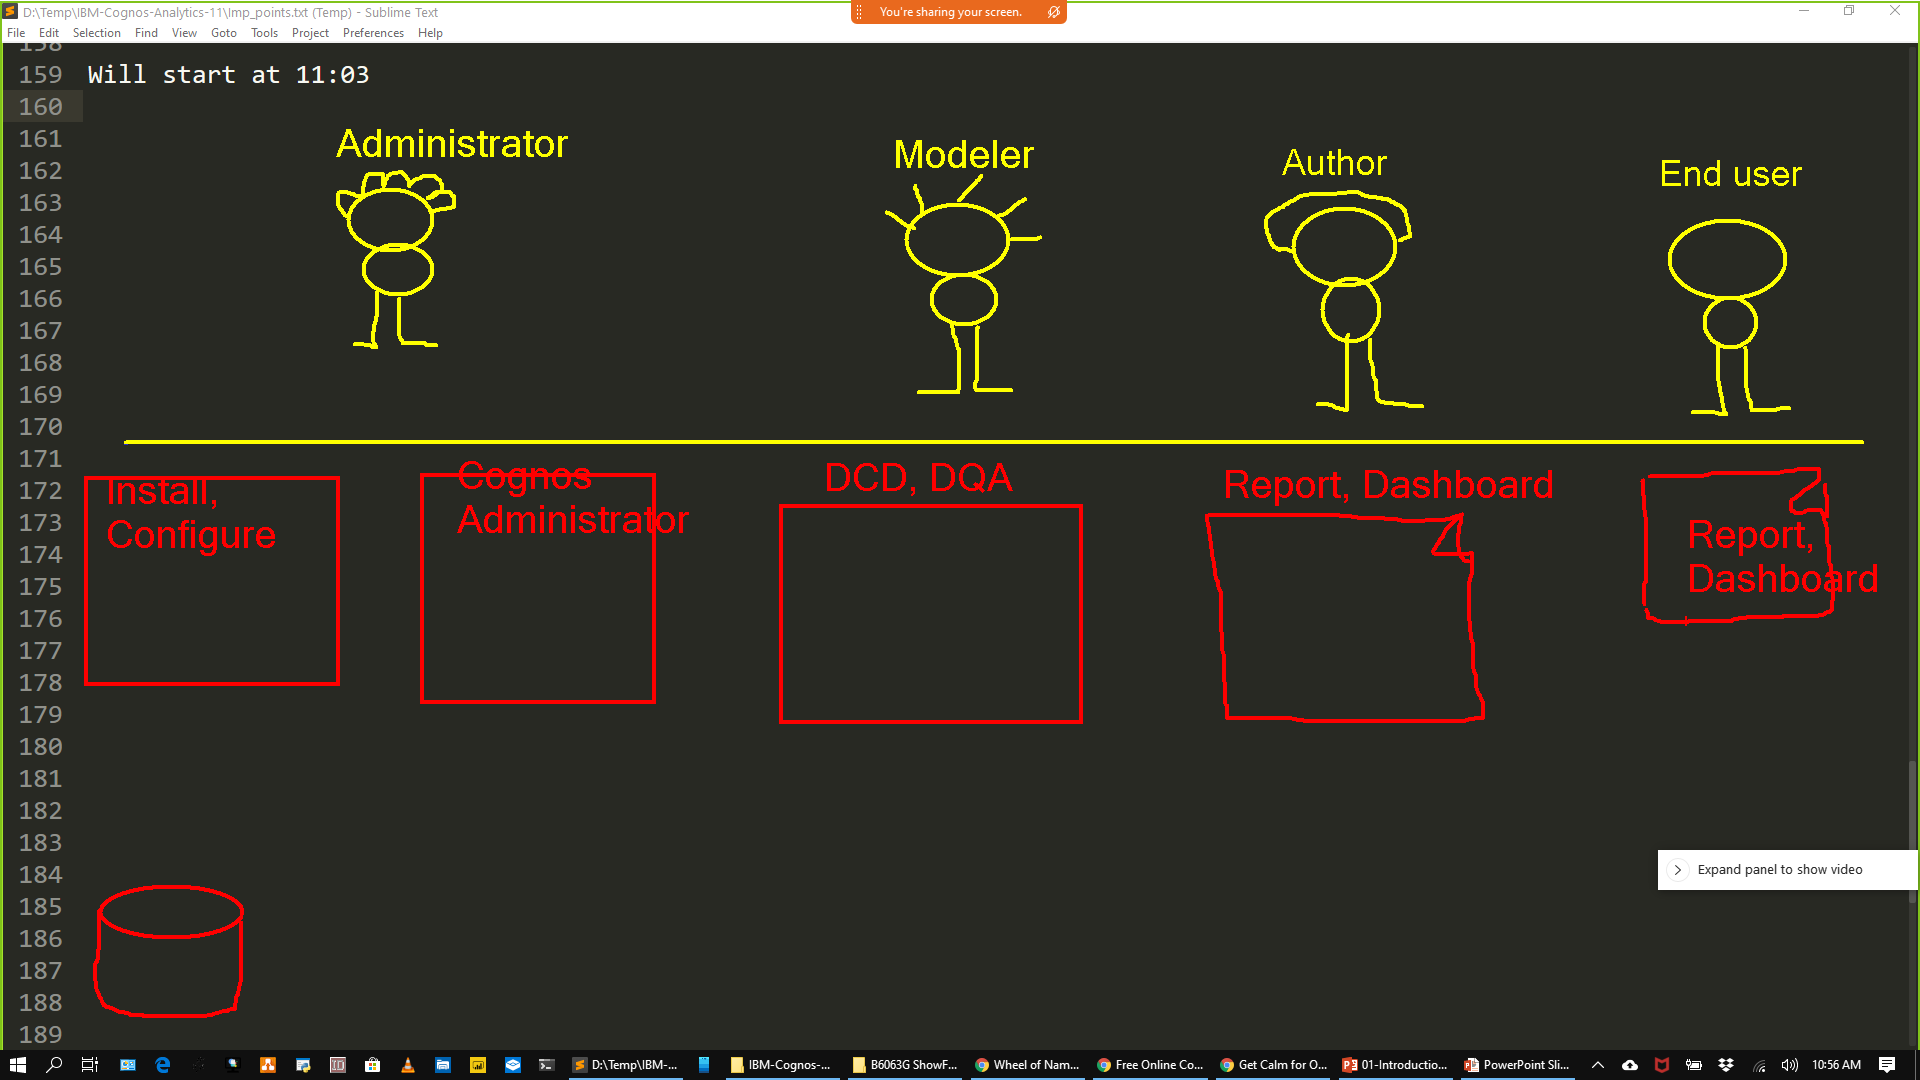 D:\Temp\IBM-Cognos-Analytics-11\Imp_points.txt (Temp) - Sublime Text
You're sharing your screen.
File Edit Selection Find View Goto Tools Project Preferences Help
158
159 Will start at 11:03
160
161
162
163
164
165
166
167
168
169
170
171
172
173
174
175
176
177
178
179
180
181
182
183
184
185
186
187
188
189
Administrator
Modeler
Author
End user
Install,
Configure
Cognos
Administrator
DCD, DQA
Report, Dashboard
Report,
Dashboard
Expand panel to show video
D:\Temp\IBM-...
IBM-Cognos-...
B6063G ShowF...
Wheel of Nam...
Free Online Co...
Get Calm for O...
01-Introductio...
PowerPoint Sli...
10:56 AM